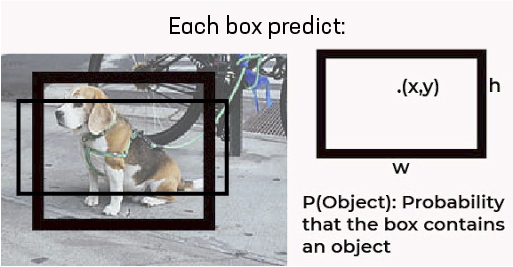 Each box predict:
.(x,y)
h
w
P(Object): Probability
that the box contains
an object